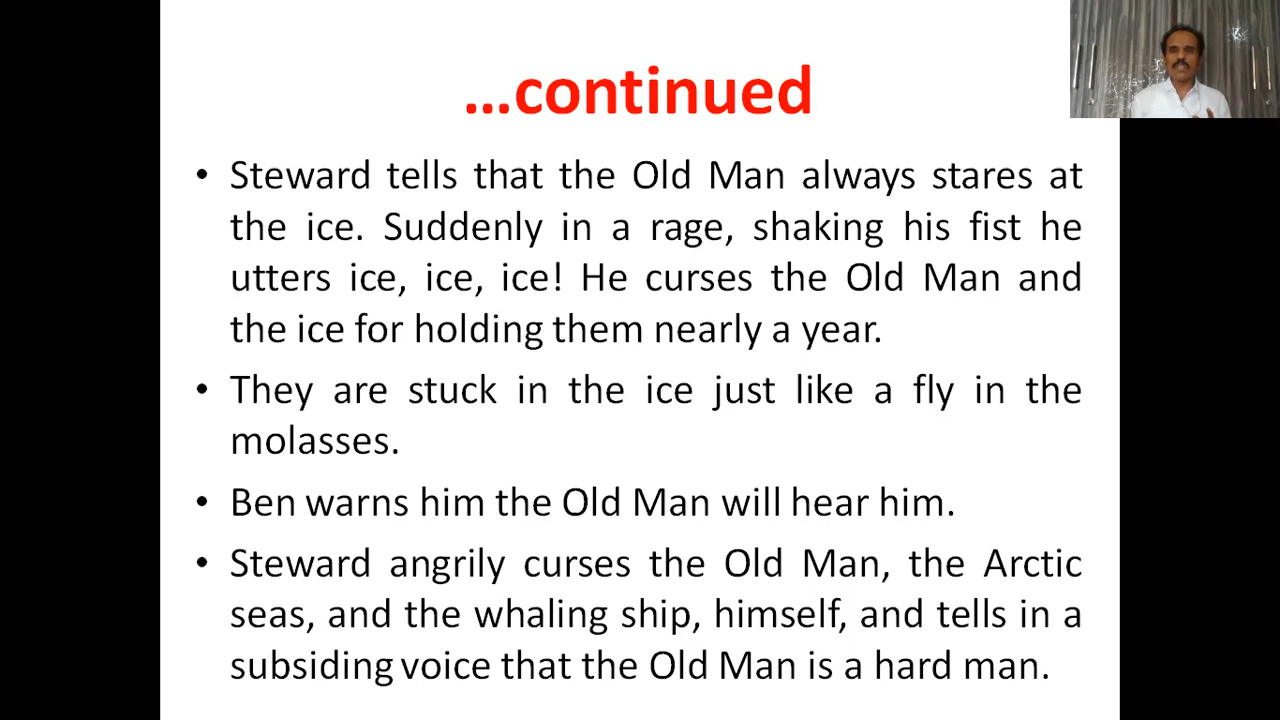 ...continued
• Steward tells that the Old Man always stares at
the ice. Suddenly in a rage, shaking his fist he
utters ice, ice, ice! He curses the Old Man and
the ice for holding them nearly a year.
• They are stuck in the ice just like a fly in the
molasses.
• Ben warns him the Old Man will hear him.
• Steward angrily curses the Old Man, the Arctic
seas, and the whaling ship, himself, and tells in a
subsiding voice that the Old Man is a hard man.